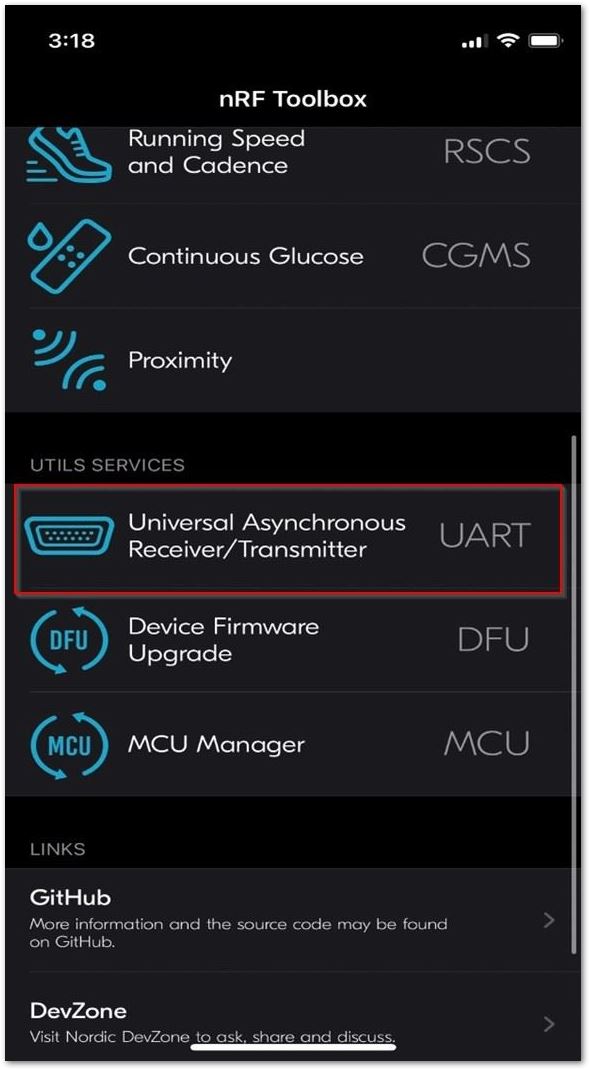 3:18
nRF Toolbox
Running Speed
and Cadence
RSCS
Continuous Glucose
CGMS
Proximity
UTILS SERVICES
Universal Asynchronous
Receiver/Transmitter
UART
DFU
Device Firmware
Upgrade
DFU
MCU
MCU Manager
MCU
LINKS
GitHub
More information and the source code may be found
on GitHub.
DevZone
Visit Nordic DevZone to ask, share and discuss.